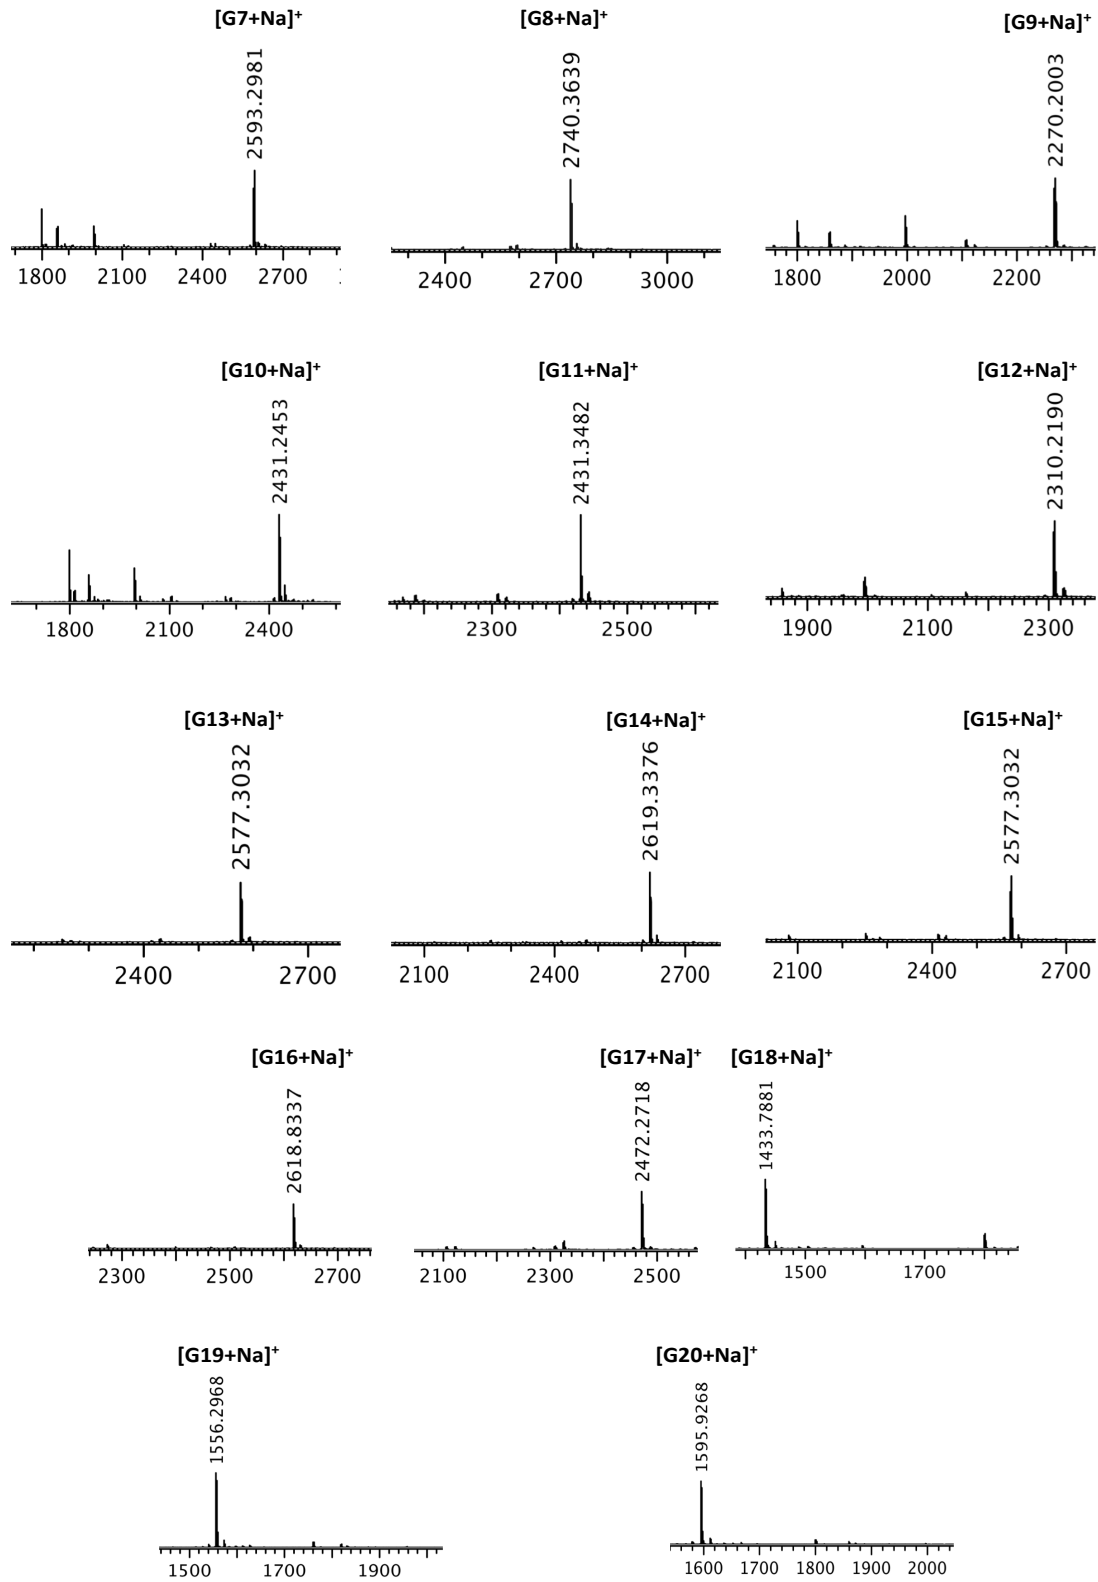 [G7+Na]+ [G8+Na]+ [G9+Na]+
2593.2981 2740.3639 2270.2003
1800 2100 2400 2700 2400 2700 3000 1800 2000 2200
[G10+Na]+ [G11+Na]+ [G12+Na]+
2431.2453 2431.3482 2310.2190
1800 2100 2400 2300 2500 1900 2100 2300
[G13+Na]+ [G14+Na]+ [G15+Na]+
2577.3032 2619.3376 2577.3032
2400 2700 2100 2400 2700 2100 2400 2700
[G16+Na]+ [G17+Na]+ [G18+Na]+
2618.8337 2472.2718 1433.7881
2300 2500 2700 2100 2300 2500 1500 1700
[G19+Na]+ [G20+Na]+
1556.2968 1595.9268
1500 1700 1900 1600 1700 1800 1900 2000